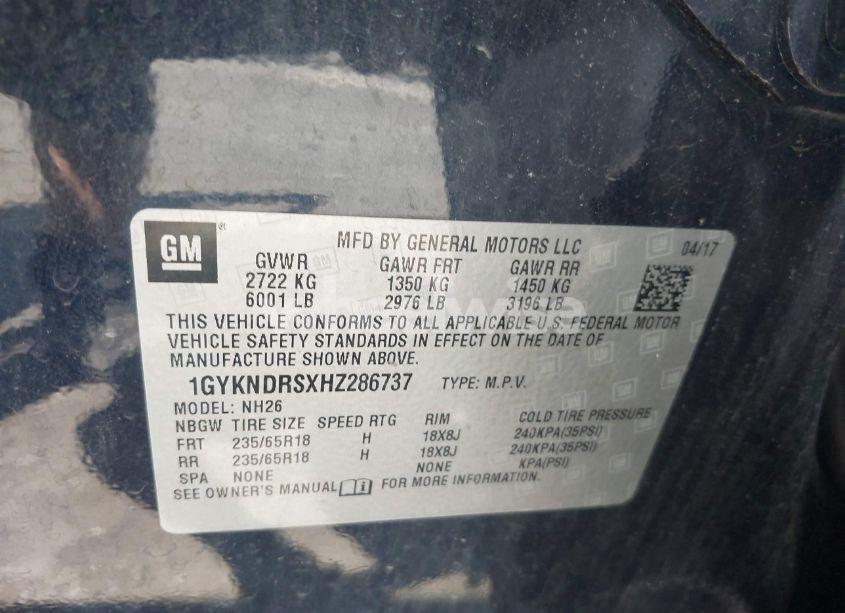 GM
MFD BY GENERAL MOTORS LLC 04/17
GVWR GAWR FRT GAWR RR
2722 KG 1350 KG 1450 KG
6001 LB 2976 LB 3196 LB
THIS VEHICLE CONFORMS TO ALL APPLICABLE U.S. FEDERAL MOTOR
VEHICLE SAFETY STANDARDS IN EFFECT ON THE DATE OF
MANUFACTURE SHOWN ABOVE.
1GYKNDRSXHZ286737 TYPE: M.P.V.
MODEL: NH26
NBGW TIRE SIZE SPEED RTG RIM COLD TIRE PRESSURE
FRT 235/65R18 H 18X8J 240KPA(35PSI)
RR 235/65R18 H 18X8J 240KPA(35PSI)
SPA NONE NONE KPA(PSI)
SEE OWNER'S MANUAL FOR MORE INFORMATION.